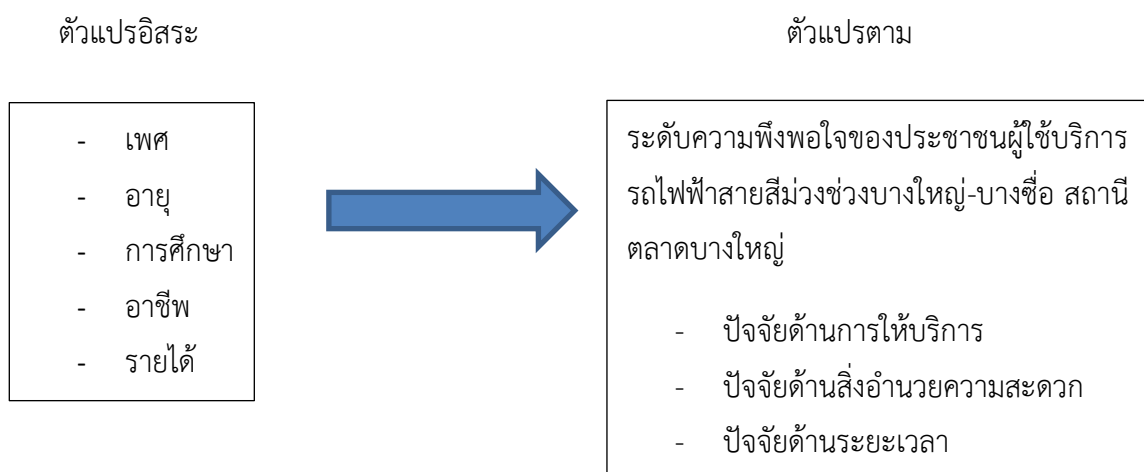 ตัวแปรอิสระ
ตัวแปรตาม
- เพศ
- อายุ
- การศึกษา
- อาชีพ
- รายได้
ระดับความพึงพอใจของประชาชนผู้ใช้บริการ
รถไฟฟ้าสายสีม่วงช่วงบางใหญ่-บางซื่อ สถานี
ตลาดบางใหญ่
- ปัจจัยด้านการให้บริการ
- ปัจจัยด้านสิ่งอำนวยความสะดวก
- ปัจจัยด้านระยะเวลา